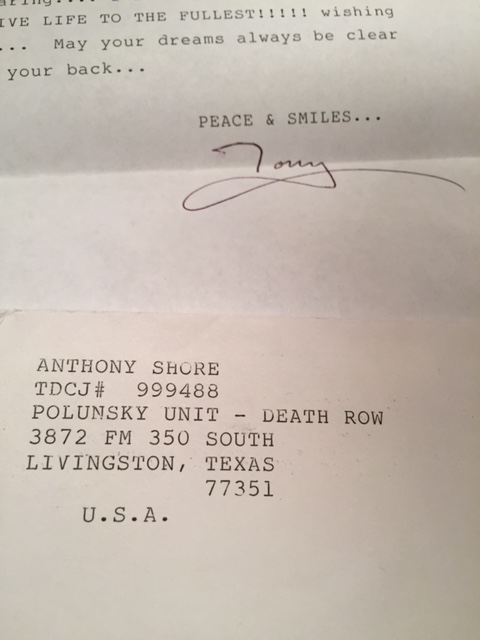 IVE LIFE TO THE FULLEST!!!!! wishing
... May your dreams always be clear
your back...
PEACE & SMILES...
Tony
ANTHONY SHORE
TDCJ# 999488
POLUNSKY UNIT - DEATH ROW
3872 FM 350 SOUTH
LIVINGSTON, TEXAS
77351
U.S.A.